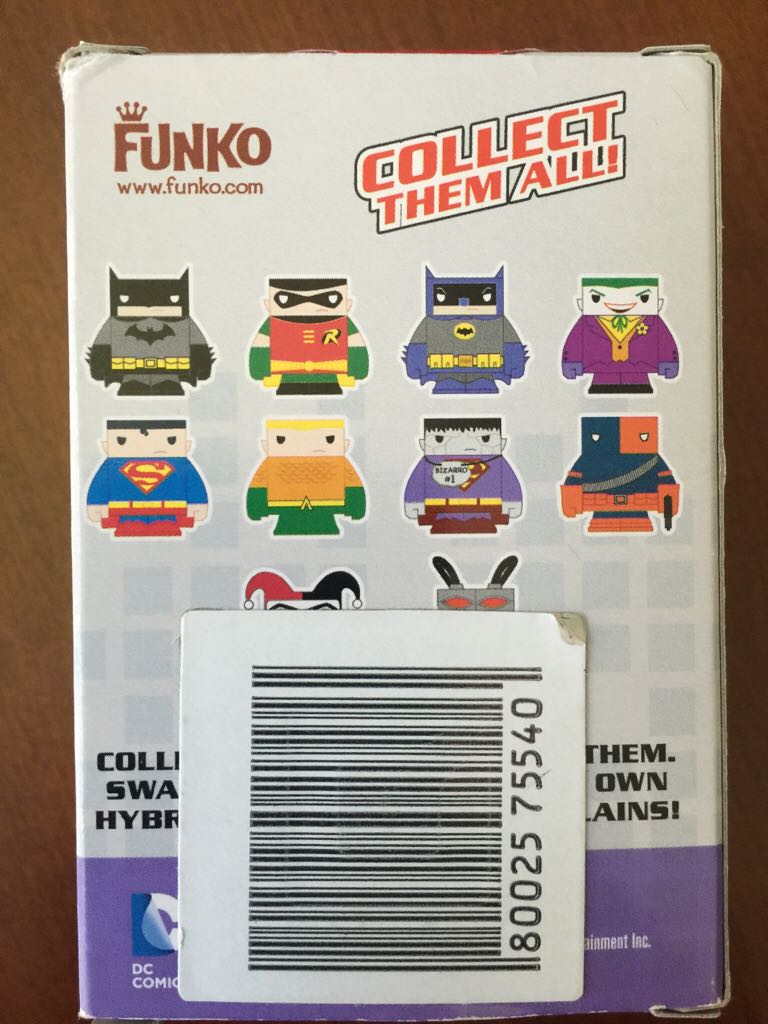 FUNKO
www.funko.com
COLLECT
THEM ALL!
R
S
BIZARRO
#1
COLL
THEM.
SWA
OWN
HYBR
LAINS!
80025 75540
DC
COMIC
ainment Inc.